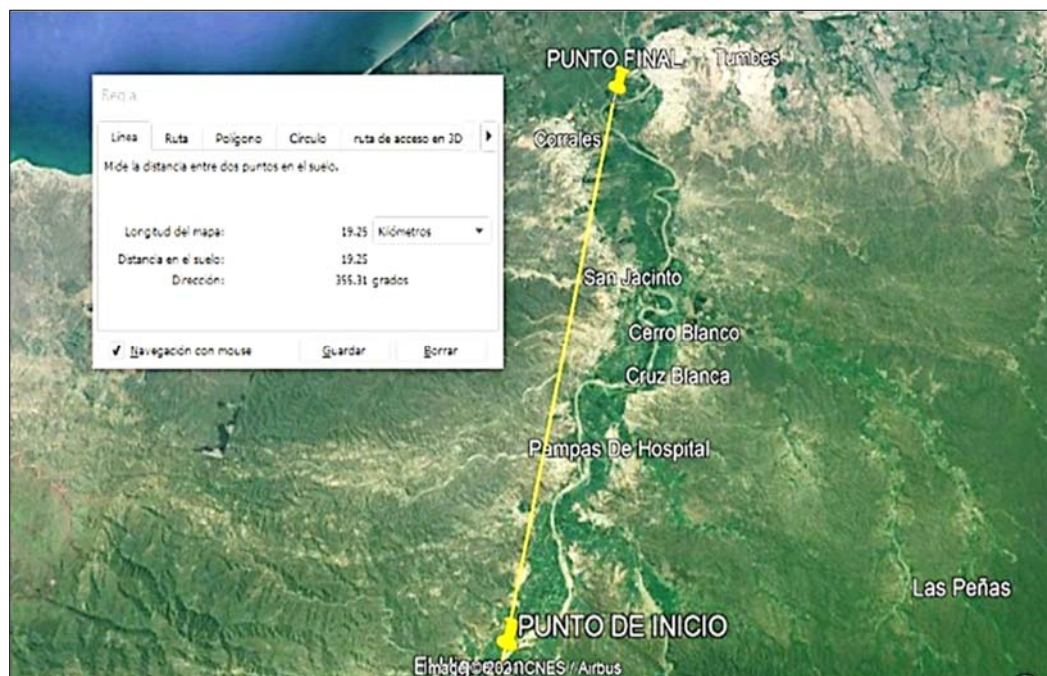 PUNTO FINAL
Tumbes
Regla
Línea Ruta Polígono Círculo ruta de acceso en 3D
Mide la distancia entre dos puntos en el suelo.
Corrales
Longitud del mapa: 19.25 Kilómetros
Distancia en el suelo: 19.25
Dirección: 355.31 grados
San Jacinto
Cerro Blanco
Navegación con mouse Guardar Borrar
Cruz Blanca
Pampas De Hospital
Las Peñas
PUNTO DE INICIO
©2021 CNES / Airbus